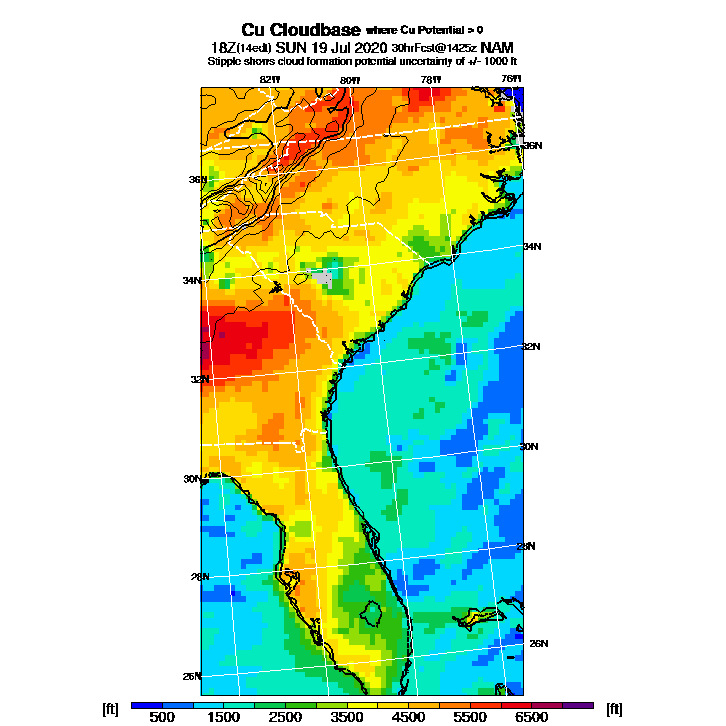 Cu Cloudbase where Cu Potential > 0
18Z(14edt) SUN 19 Jul 2020 30hrFcst@1425z NAM
Stipple shows cloud formation potential uncertainty of +/- 1000 ft
82W 80W 78W 76W
36N
36N
34N
34N
32N
32N
30N
30N
28N
28N
26N
26N
[ft] 500 1500 2500 3500 4500 5500 6500 [ft]